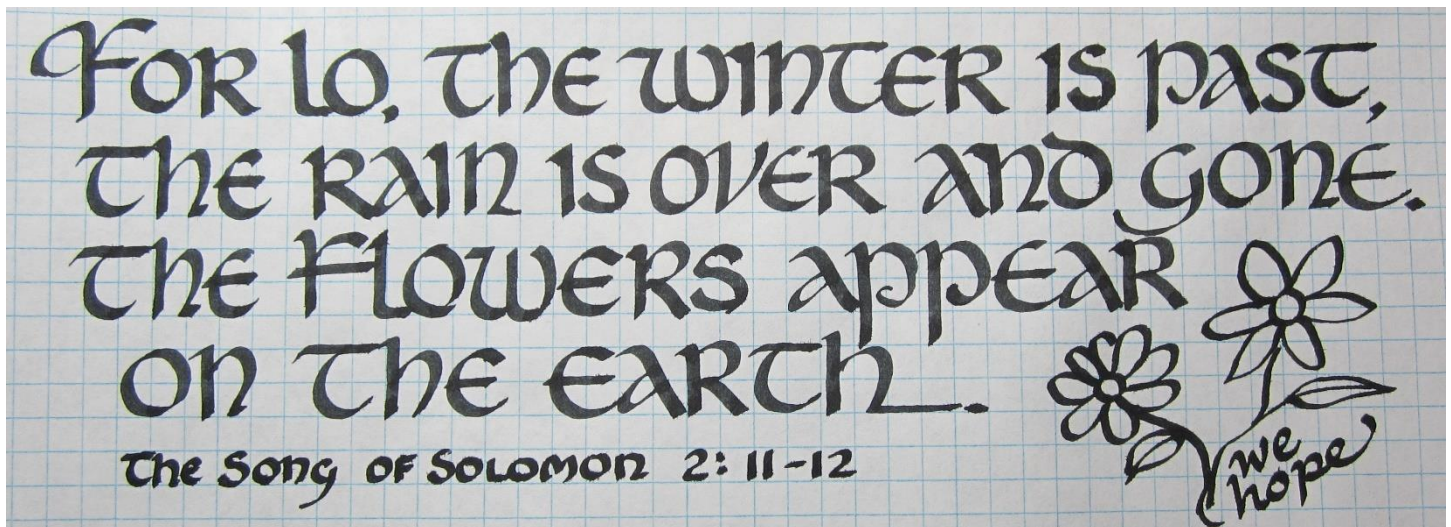 For lo, the winter is past,
the rain is over and gone.
The flowers appear
on the earth.
The Song of Solomon 2:11-12
we
hope